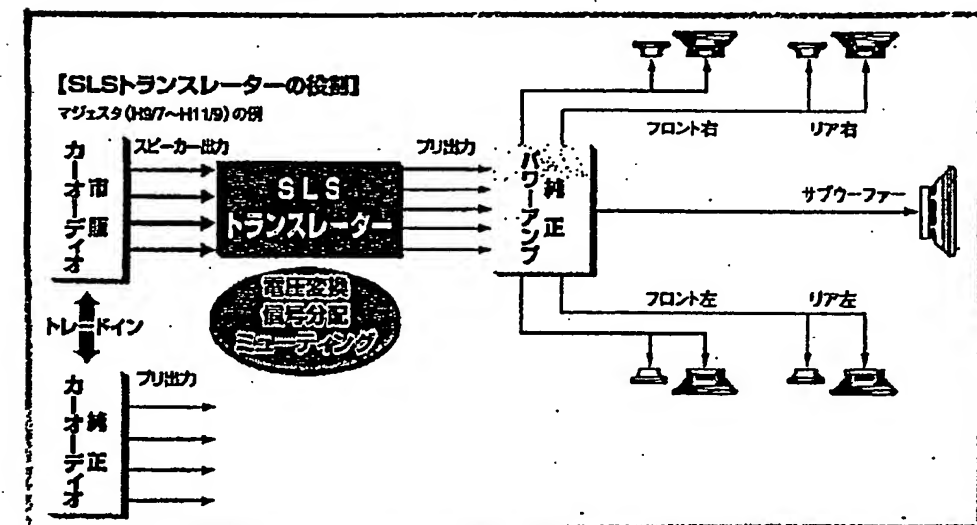 【SLSトランスレーターの役割】
マジェスタ(H9/7～H11/9)の例
市販
カーオーディオ
スピーカー出力
SLS
トランスレーター
プリ出力
純正
パワーアンプ
フロント右
リア右
サブウーファー
電圧変換
信号分配
ミューティング
フロント左
リア左
トレードイン
純正
カーオーディオ
プリ出力